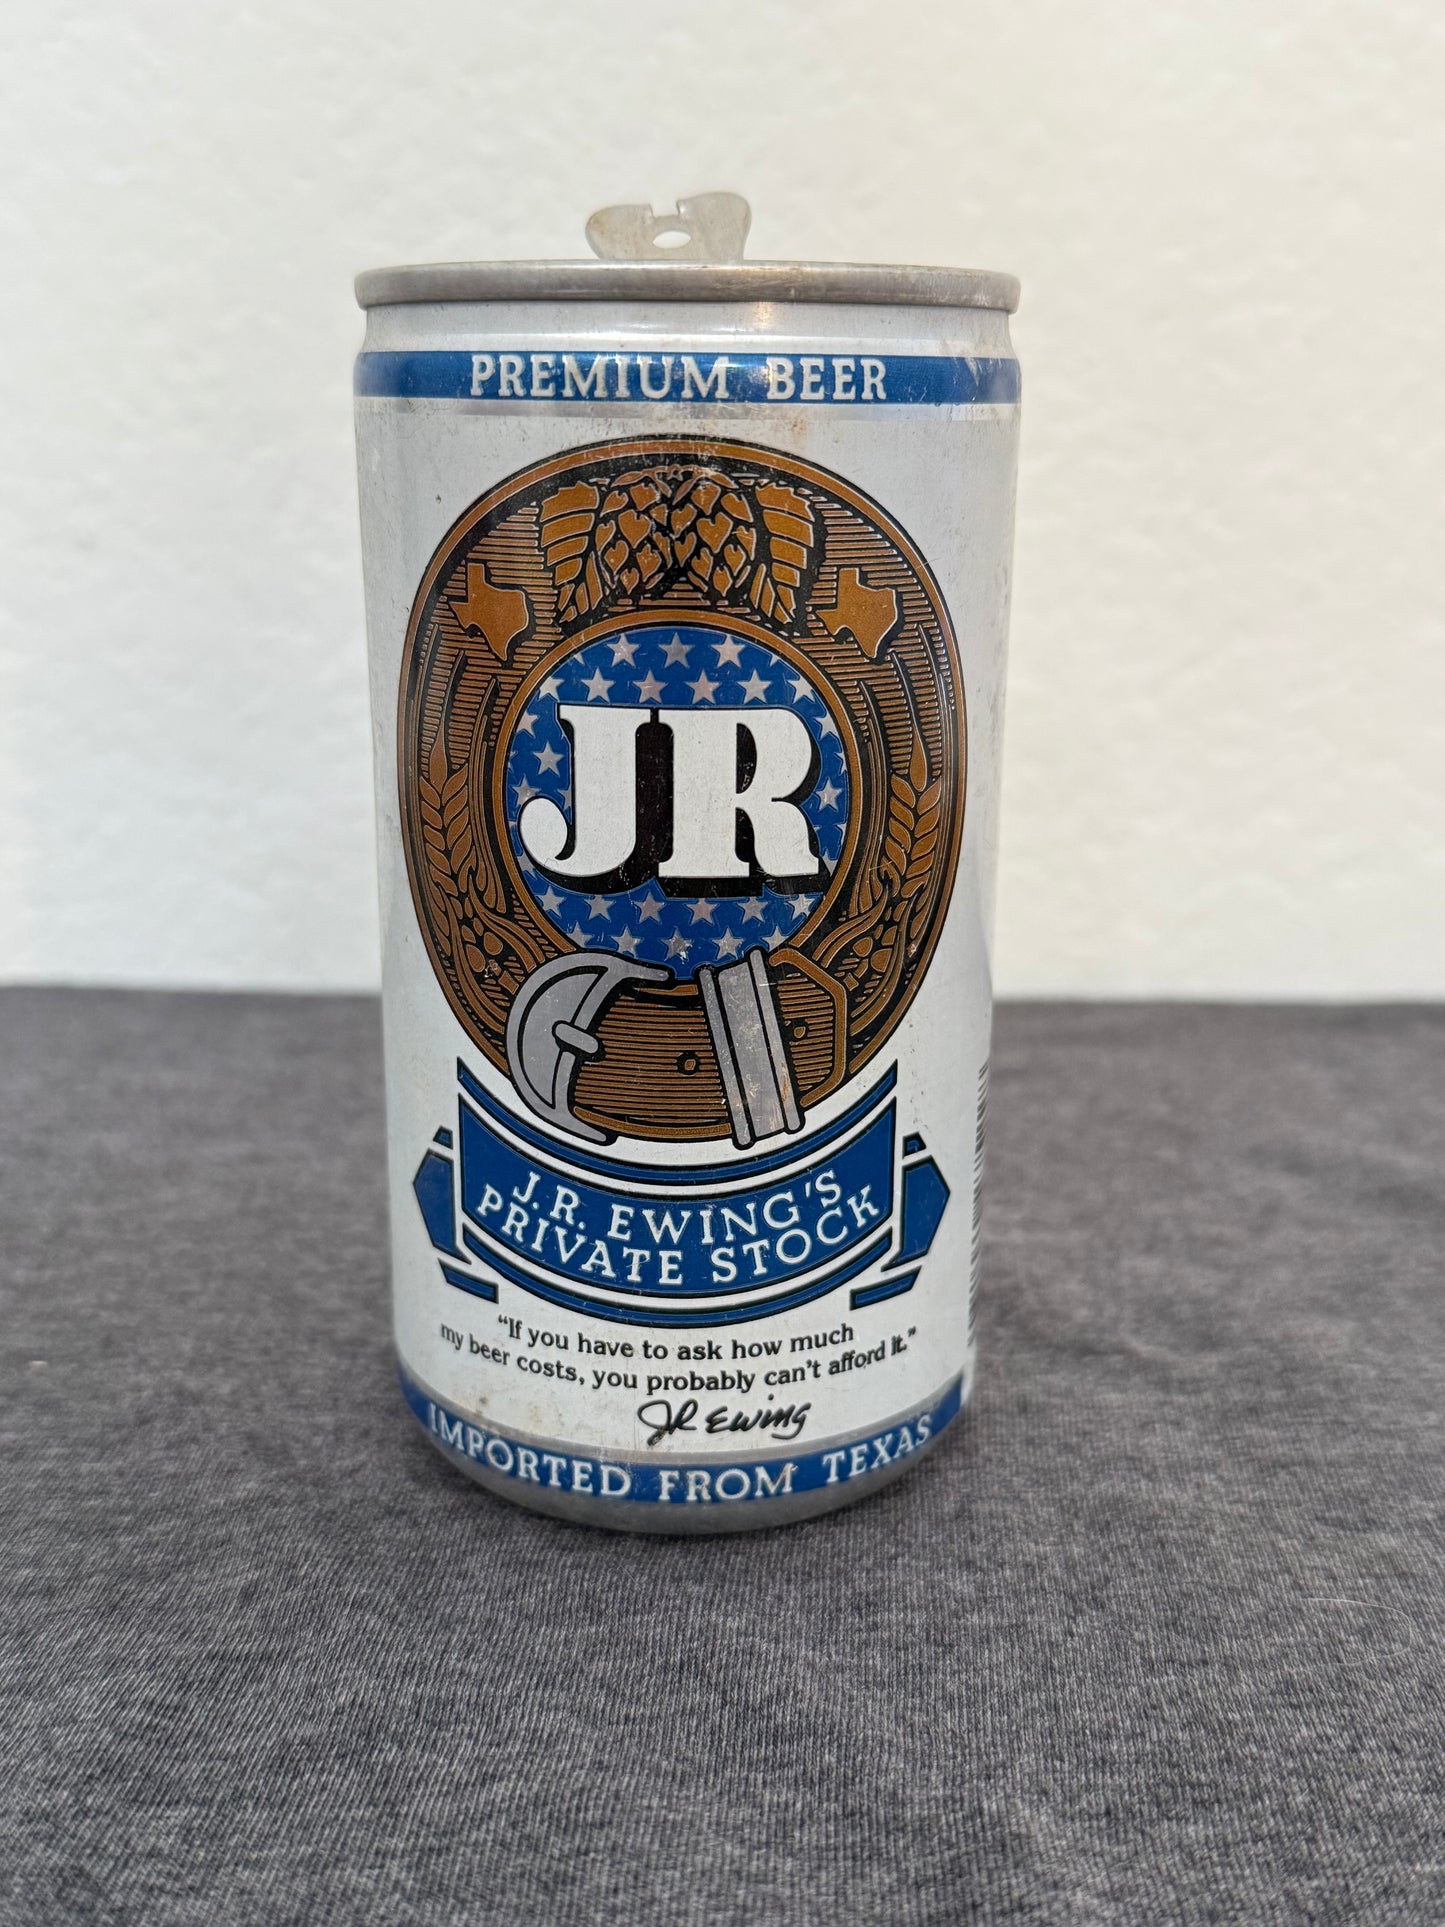 PREMIUM BEER
JR
J.R. EWING'S
PRIVATE STOCK
“If you have to ask how much
my beer costs, you probably can't afford it.”
JR Ewing
IMPORTED FROM TEXAS